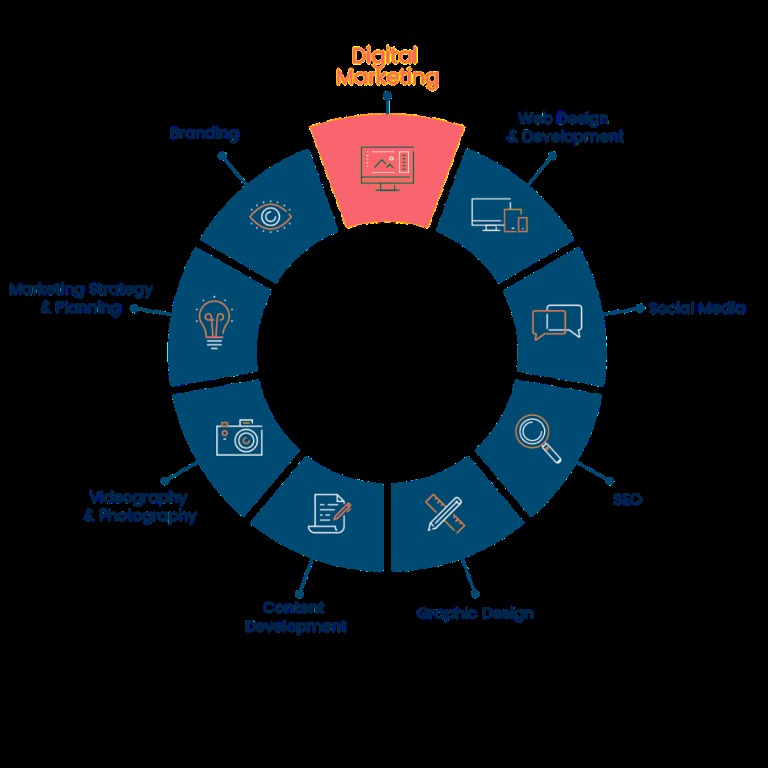 Digital
Marketing
Web Design
& Development
Branding
Marketing Strategy
& Planning
Social Media
Videography
& Photography
SEO
Content
Development
Graphic Design